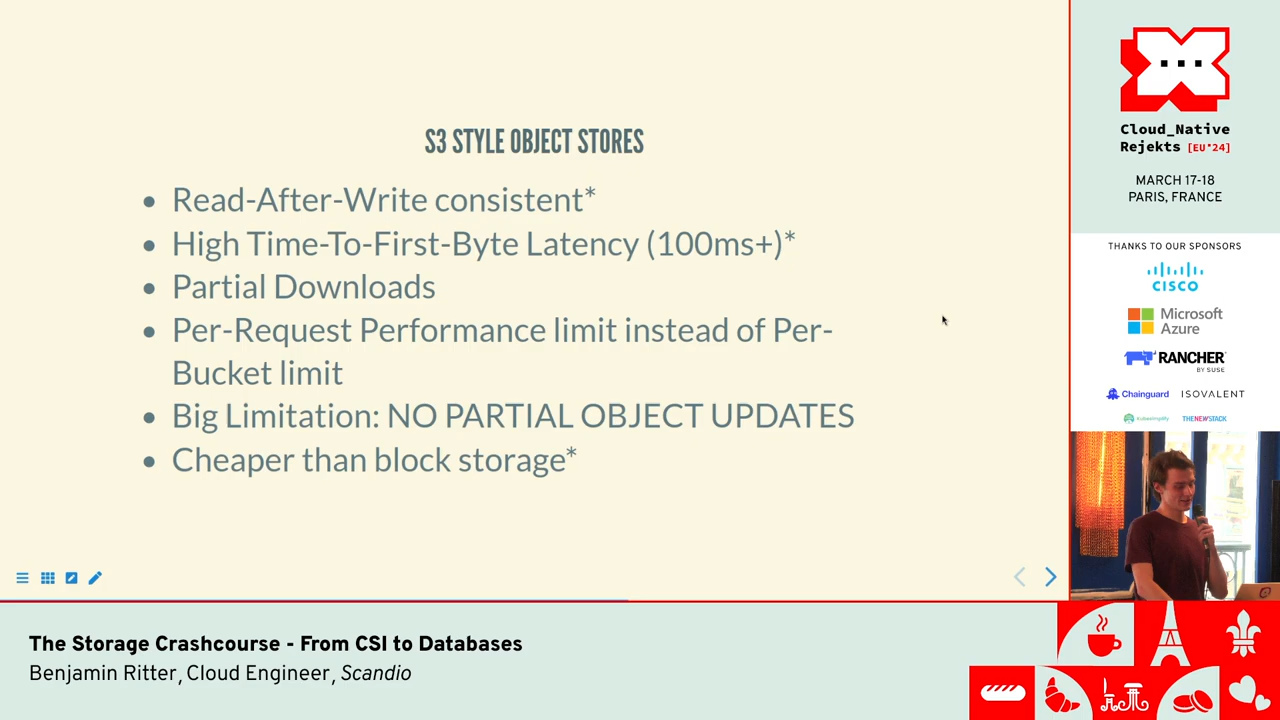 S3 STYLE OBJECT STORES
Read-After-Write consistent*
High Time-To-First-Byte Latency (100ms+)*
Partial Downloads
Per-Request Performance limit instead of Per-
Bucket limit
Big Limitation: NO PARTIAL OBJECT UPDATES
Cheaper than block storage*
Cloud_Native
Rejekts [EU*24]
MARCH 17-18
PARIS, FRANCE
THANKS TO OUR SPONSORS
CISCO
Microsoft
Azure
RANCHER
BY SUSE
Chainguard
ISOVALENT
Kubesimplify
THENEWSTACK
The Storage Crashcourse - From CSI to Databases
Benjamin Ritter, Cloud Engineer, Scandio